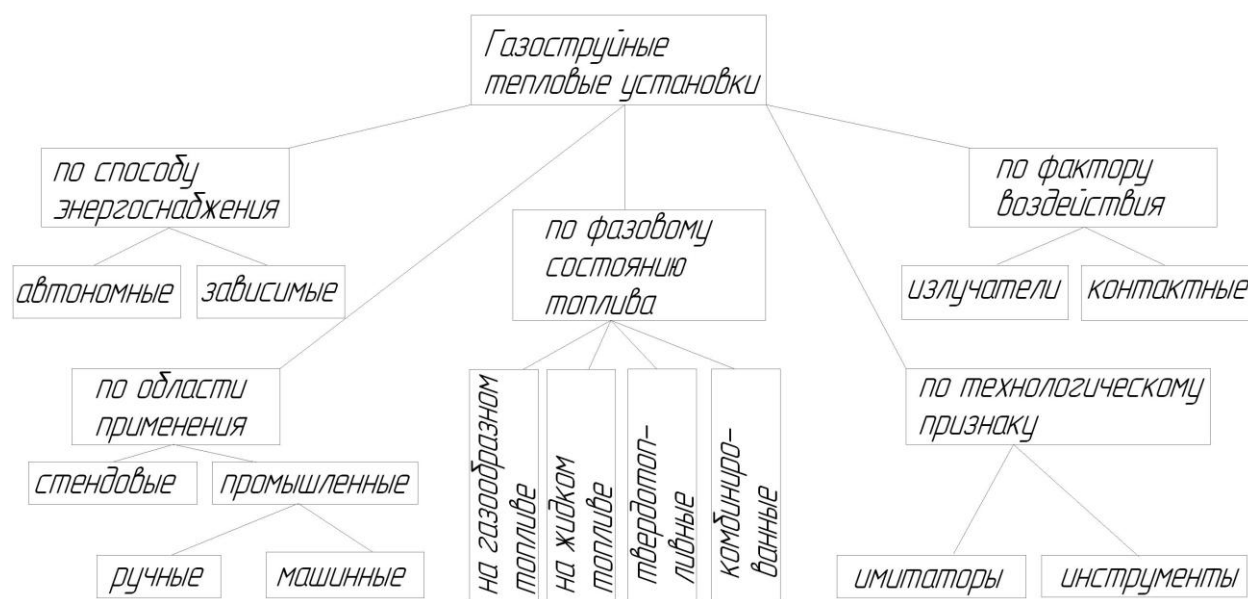 Газоструйные
тепловые установки
по способу
энергоснабжения
автономные
зависимые
по области
применения
стендовые
промышленные
ручные
машинные
по фазовому
состоянию
топлива
на газообразном
топливе
на жидком
топливе
твердотоп-
ливные
комбиниро-
ванные
по фактору
воздействия
излучатели
контактные
по технологическому
признаку
имитаторы
инструменты